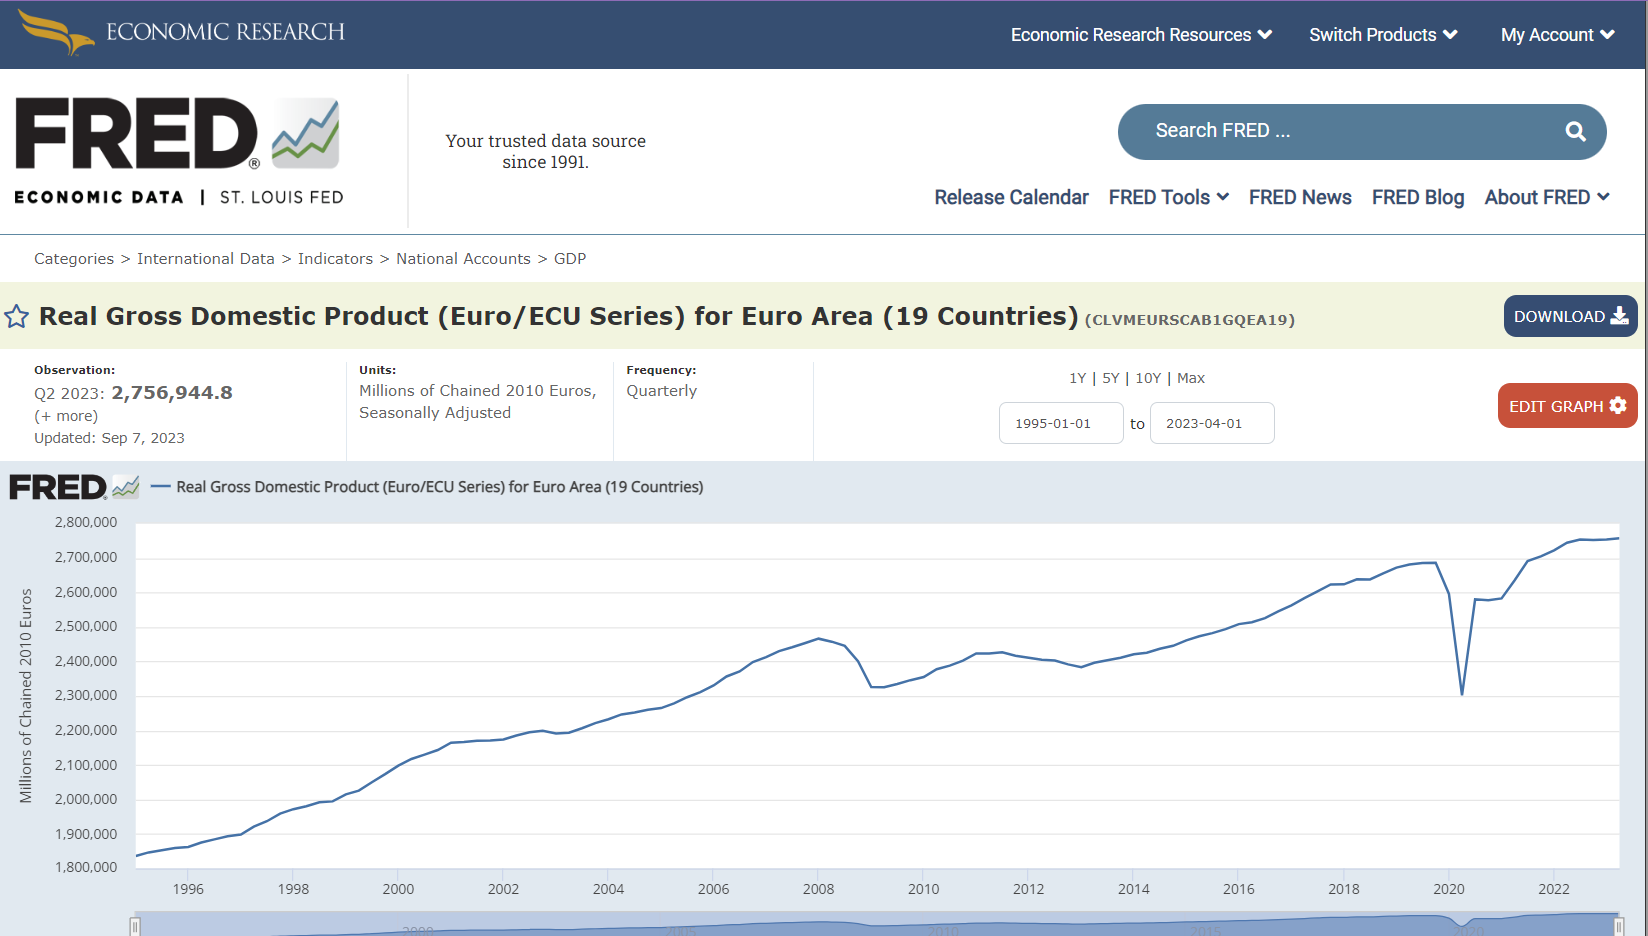 ECONOMIC RESEARCH
Economic Research Resources
Switch Products
My Account
FRED®
ECONOMIC DATA | ST. LOUIS FED
Your trusted data source
since 1991.
Search FRED ...
Release Calendar
FRED Tools
FRED News
FRED Blog
About FRED
Categories > International Data > Indicators > National Accounts > GDP
Real Gross Domestic Product (Euro/ECU Series) for Euro Area (19 Countries) (CLVMEURSCAB1GQEA19)
DOWNLOAD
Observation:
Q2 2023: 2,756,944.8
(+ more)
Updated: Sep 7, 2023
Units:
Millions of Chained 2010 Euros,
Seasonally Adjusted
Frequency:
Quarterly
1Y | 5Y | 10Y | Max
1995-01-01 to 2023-04-01
EDIT GRAPH
FRED
Real Gross Domestic Product (Euro/ECU Series) for Euro Area (19 Countries)
Millions of Chained 2010 Euros
2,800,000
2,700,000
2,600,000
2,500,000
2,400,000
2,300,000
2,200,000
2,100,000
2,000,000
1,900,000
1,800,000
1996 1998 2000 2002 2004 2006 2008 2010 2012 2014 2016 2018 2020 2022
2000 2005 2010 2015 2020